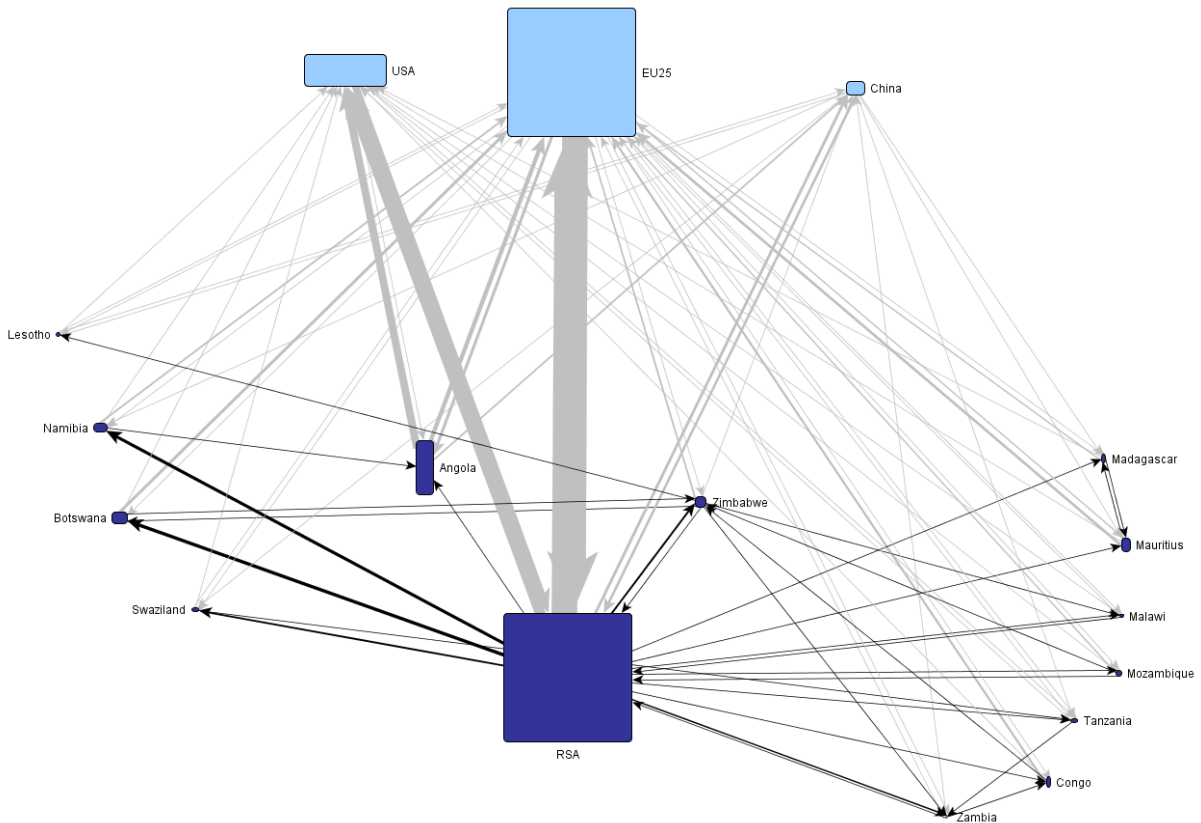 USA
EU25
China
Lesotho
Namibia
Angola
Madagascar
Zimbabwe
Botswana
Mauritius
Swaziland
Malawi
Mozambique
Tanzania
RSA
Congo
Zambia